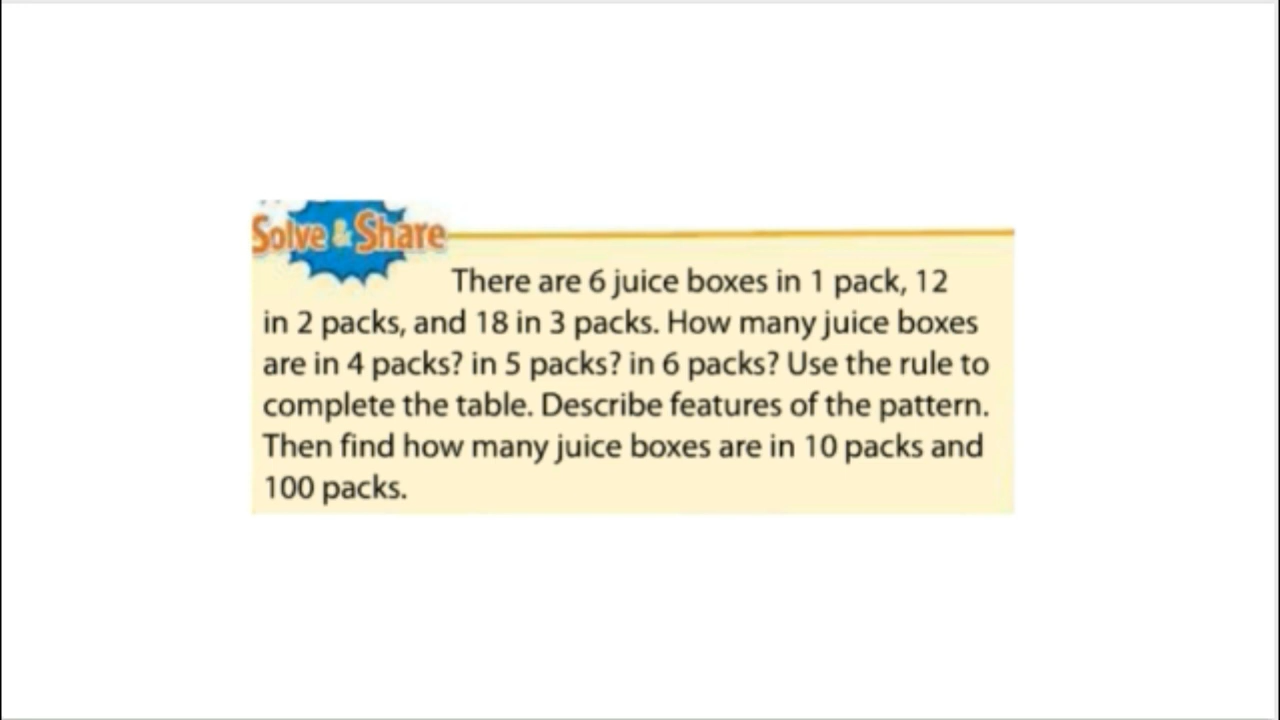 Solve & Share
There are 6 juice boxes in 1 pack, 12
in 2 packs, and 18 in 3 packs. How many juice boxes
are in 4 packs? in 5 packs? in 6 packs? Use the rule to
complete the table. Describe features of the pattern.
Then find how many juice boxes are in 10 packs and
100 packs.